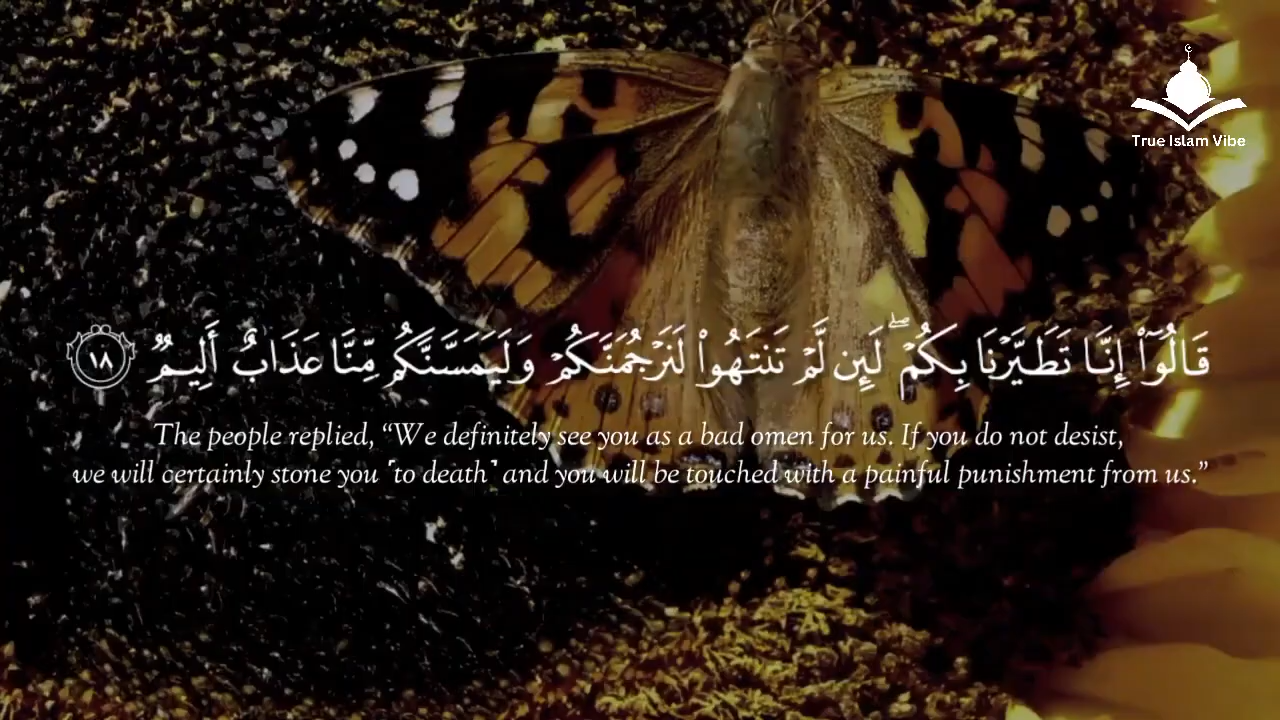 True Islam Vibe
قَالُوٓا۟ إِنَّا تَطَيَّرْنَا بِكُمْ ۖ لَئِن لَّمْ تَنتَهُوا۟ لَنَرْجُمَنَّكُمْ وَلَيَمَسَّنَّكُم مِّنَّا عَذَابٌ أَلِيمٌۭ ١٨
The people replied, “We definitely see you as a bad omen for us. If you do not desist,
we will certainly stone you ˹to death˺ and you will be touched with a painful punishment from us.”